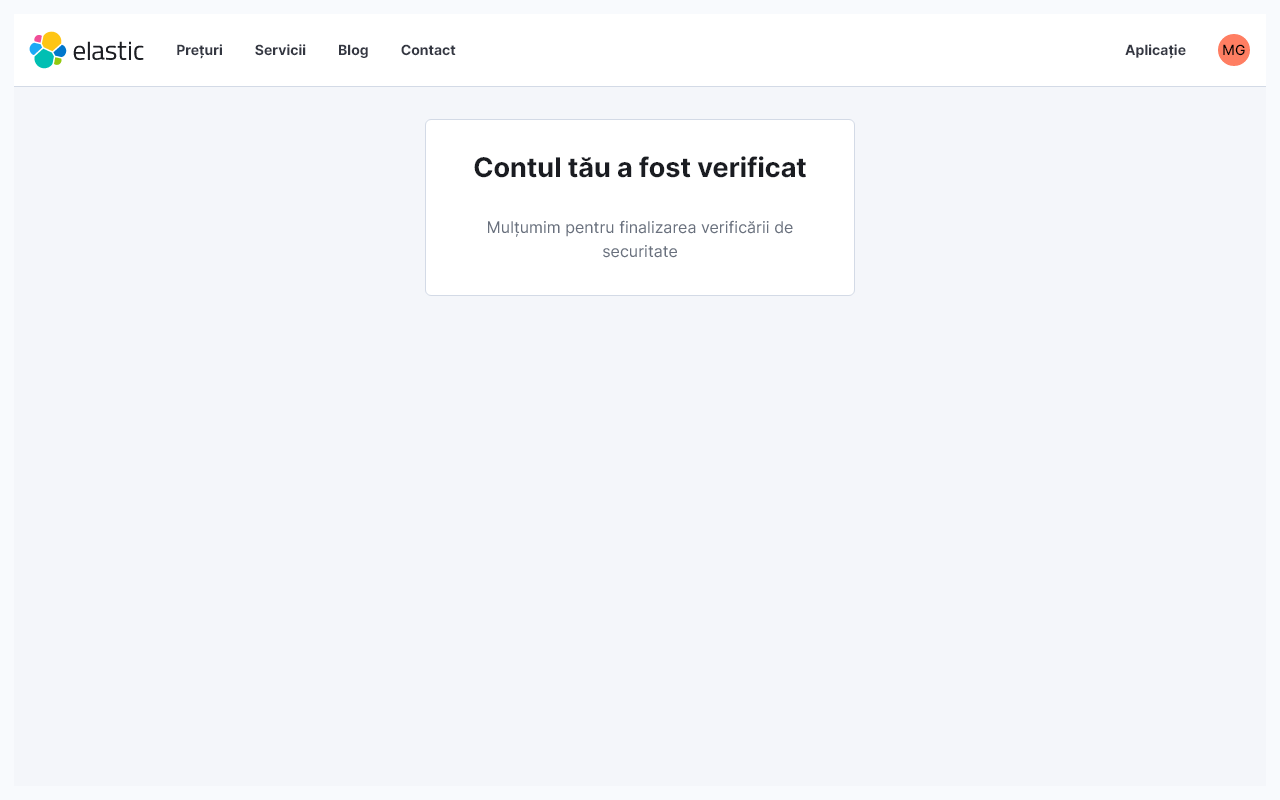 elastic
Prețuri
Servicii
Blog
Contact
Aplicație
MG
Contul tău a fost verificat
Mulțumim pentru finalizarea verificării de
securitate